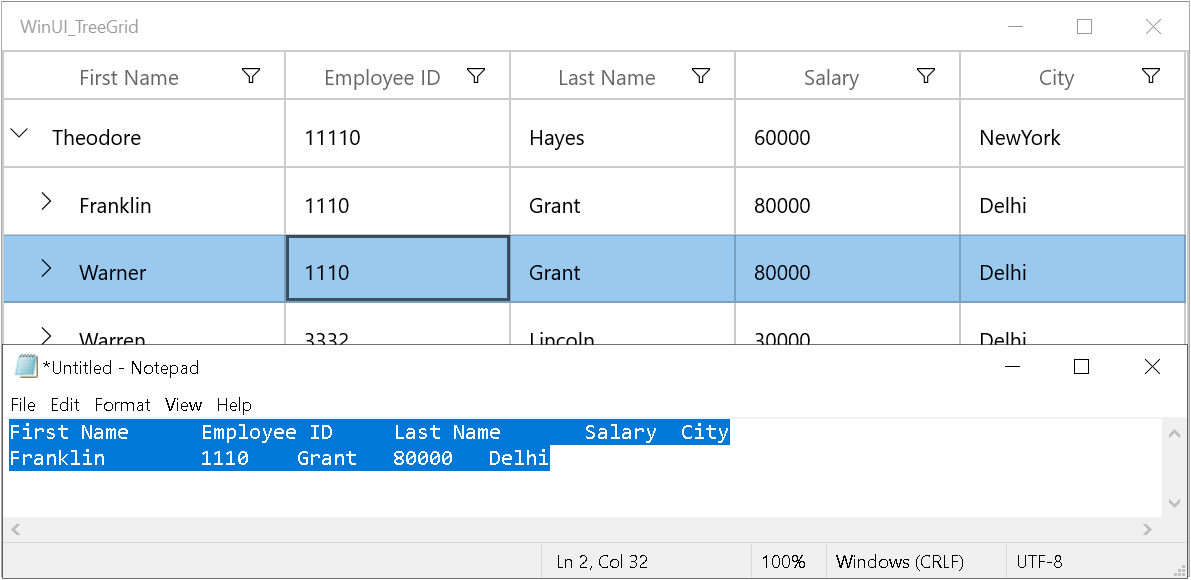 WinUI_TreeGrid
First Name Employee ID Last Name Salary City
Theodore 11110 Hayes 60000 NewYork
Franklin 1110 Grant 80000 Delhi
Warner 1110 Grant 80000 Delhi
Warren 3332 Lincoln 30000 Delhi
*Untitled - Notepad
File Edit Format View Help
First Name Employee ID Last Name Salary City
Franklin 1110 Grant 80000 Delhi
Ln 2, Col 32 100% Windows (CRLF) UTF-8